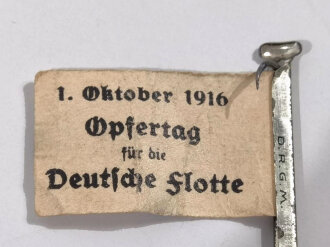 1. Oktober 1916
Opfertag
für die
Deutsche Flotte
D.R.G.M.